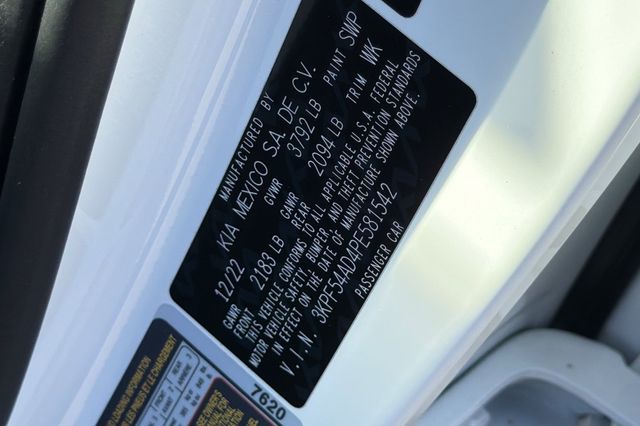 MANUFACTURED BY
KIA MEXICO SA. DE C.V.
12/22 GVWR 3792 LB PAINT SWP
GAWR FRONT 2183 LB GAWR REAR 2094 LB TRIM WK
THIS VEHICLE CONFORMS TO ALL APPLICABLE U.S.A. FEDERAL
MOTOR VEHICLE SAFETY, BUMPER, AND THEFT PREVENTION STANDARDS
IN EFFECT ON THE DATE OF MANUFACTURE SHOWN ABOVE.
V.I.N. 3KPF54AD4PE581542
PASSENGER CAR
7620
LOADING INFORMATION